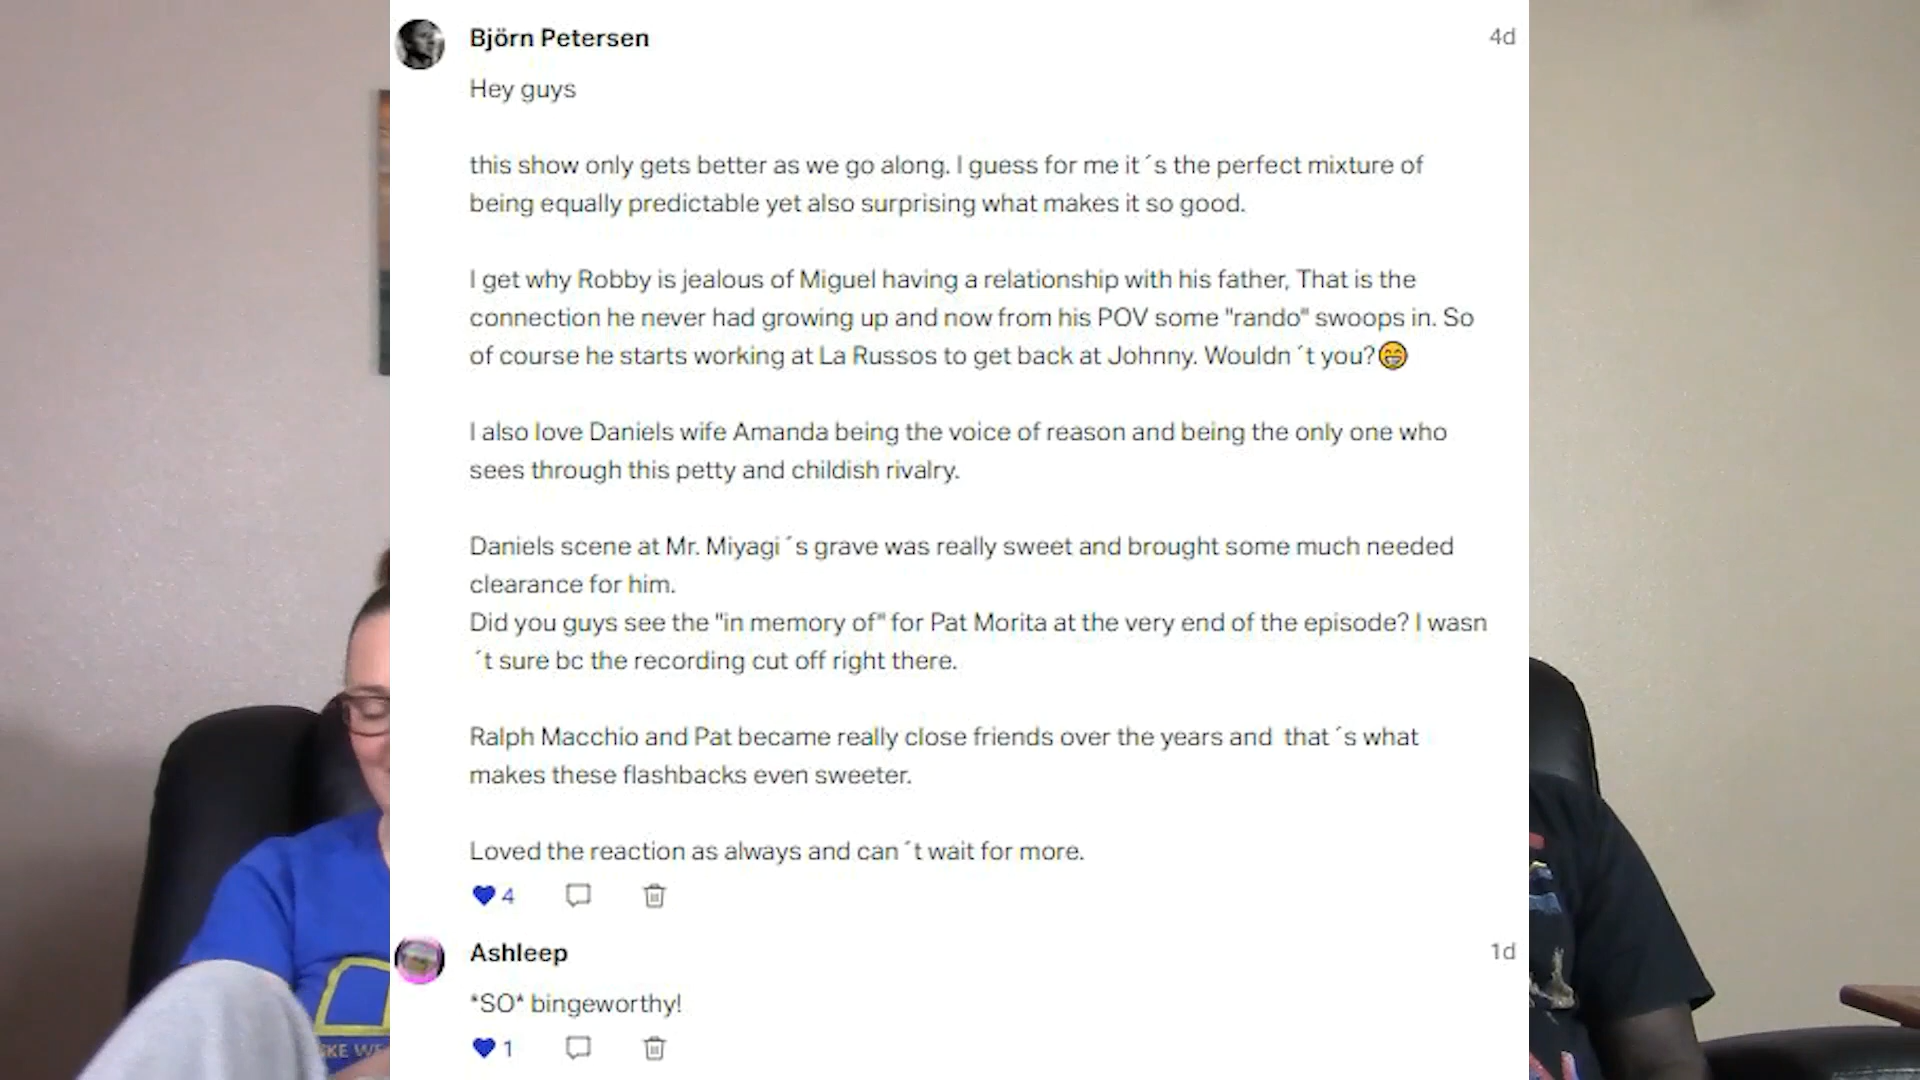 Björn Petersen
4d
Hey guys
this show only gets better as we go along. I guess for me it´s the perfect mixture of
being equally predictable yet also surprising what makes it so good.
I get why Robby is jealous of Miguel having a relationship with his father, That is the
connection he never had growing up and now from his POV some "rando" swoops in. So
of course he starts working at La Russos to get back at Johnny. Wouldn´t you?😁
I also love Daniels wife Amanda being the voice of reason and being the only one who
sees through this petty and childish rivalry.
Daniels scene at Mr. Miyagi´s grave was really sweet and brought some much needed
clearance for him.
Did you guys see the "in memory of" for Pat Morita at the very end of the episode? I wasn
´t sure bc the recording cut off right there.
Ralph Macchio and Pat became really close friends over the years and that´s what
makes these flashbacks even sweeter.
Loved the reaction as always and can´t wait for more.
4
Ashleep
1d
*SO* bingeworthy!
1